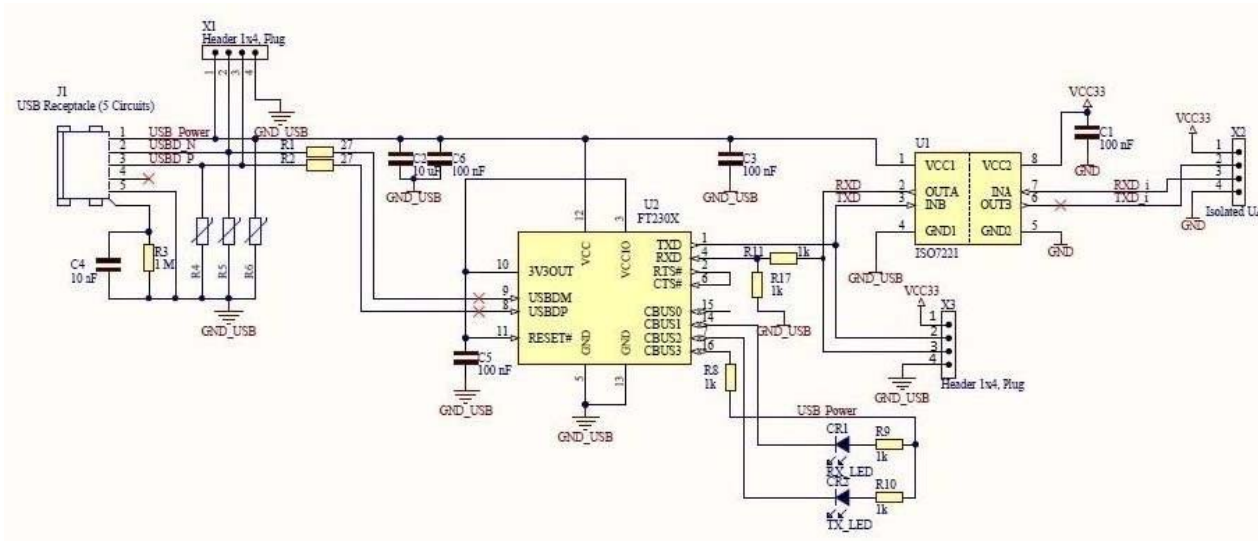 X1
Header 1x4, Plug
1 2 3 4
J1
USB Receptacle (5 Circuits)
1 USB_Power
2 USBD_N
3 USBD_P
4
5
GND_USB
R1 27
R2 27
C2
10 uF
C6
100 nF
GND_USB
C3
100 nF
GND_USB
C4
10 nF
R3
1 M
R4
R5
R6
GND_USB
U2
FT230X
12 3
VCC VCCIO
10 3V3OUT
9 USBDM
8 USBDP
11 RESET#
GND GND
5 13
TXD 1
RXD 4
RTS# 2
CTS# 6
CBUS0 15
CBUS1 14
CBUS2 7
CBUS3 16
C5
100 nF
GND_USB
GND_USB
R11 1k
R17
1k
GND_USB
R8
1k
USB_Power
CR1 R9
1k
RX_LED
CR2 R10
1k
TX_LED
U1
1 VCC1 VCC2 8
2 OUTA INA 7
3 INB OUT3 6
4 GND1 GND2 5
ISO7221
RXD
TXD
GND_USB
GND
VCC33
C1
100 nF
GND
RXD_i
TXD_i
VCC33
X2
1
2
3
4
GND
Isolated UA
VCC33
X3
1
2
3
4
GND_USB
Header 1x4, Plug